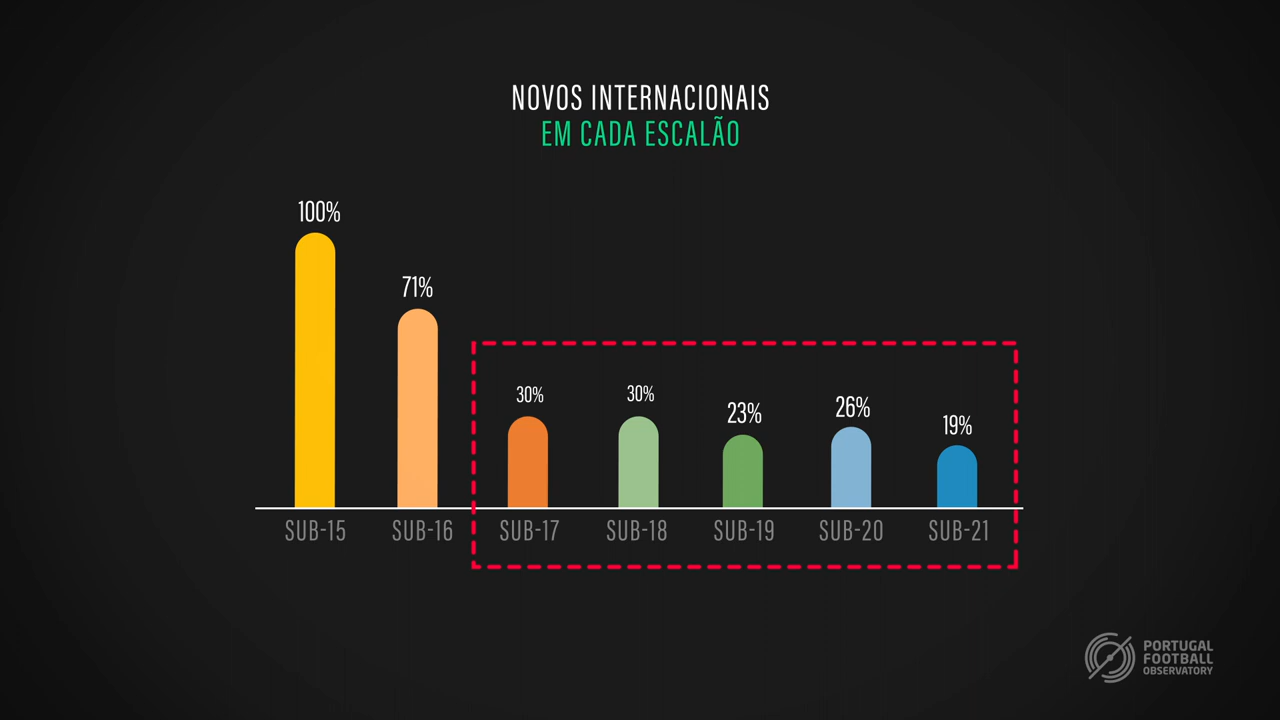 NOVOS INTERNACIONAIS
EM CADA ESCALÃO
100%
71%
30%
30%
23%
26%
19%
SUB-15
SUB-16
SUB-17
SUB-18
SUB-19
SUB-20
SUB-21
PORTUGAL
FOOTBALL
OBSERVATORY